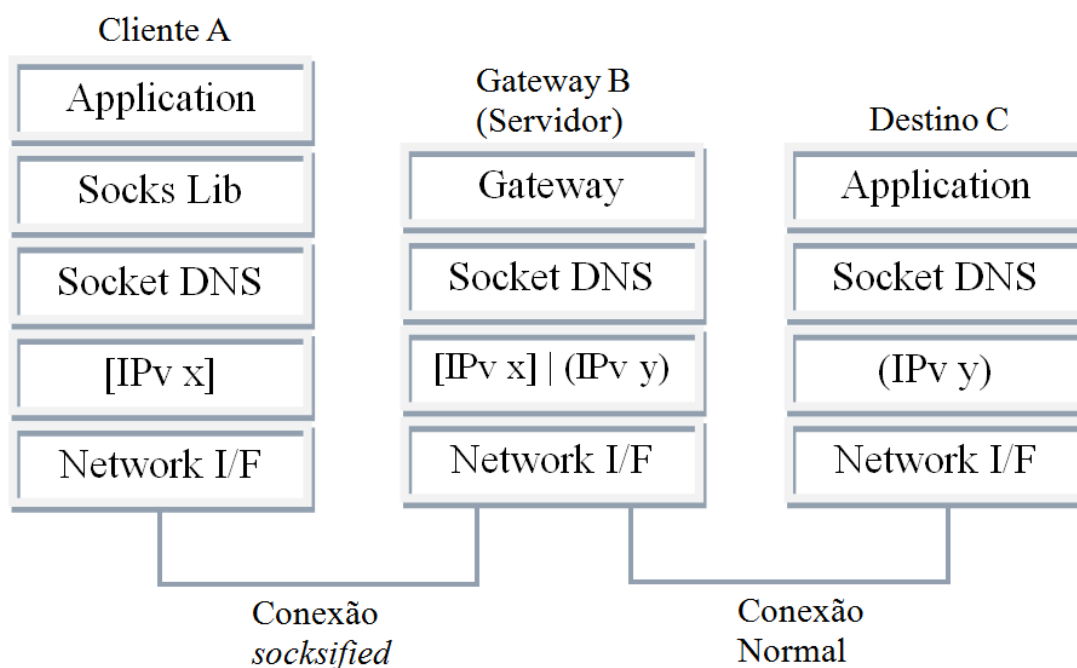 Cliente A
Application
Socks Lib
Socket DNS
[IPv x]
Network I/F
Gateway B
(Servidor)
Gateway
Socket DNS
[IPv x] | (IPv y)
Network I/F
Destino C
Application
Socket DNS
(IPv y)
Network I/F
Conexão
socksified
Conexão
Normal